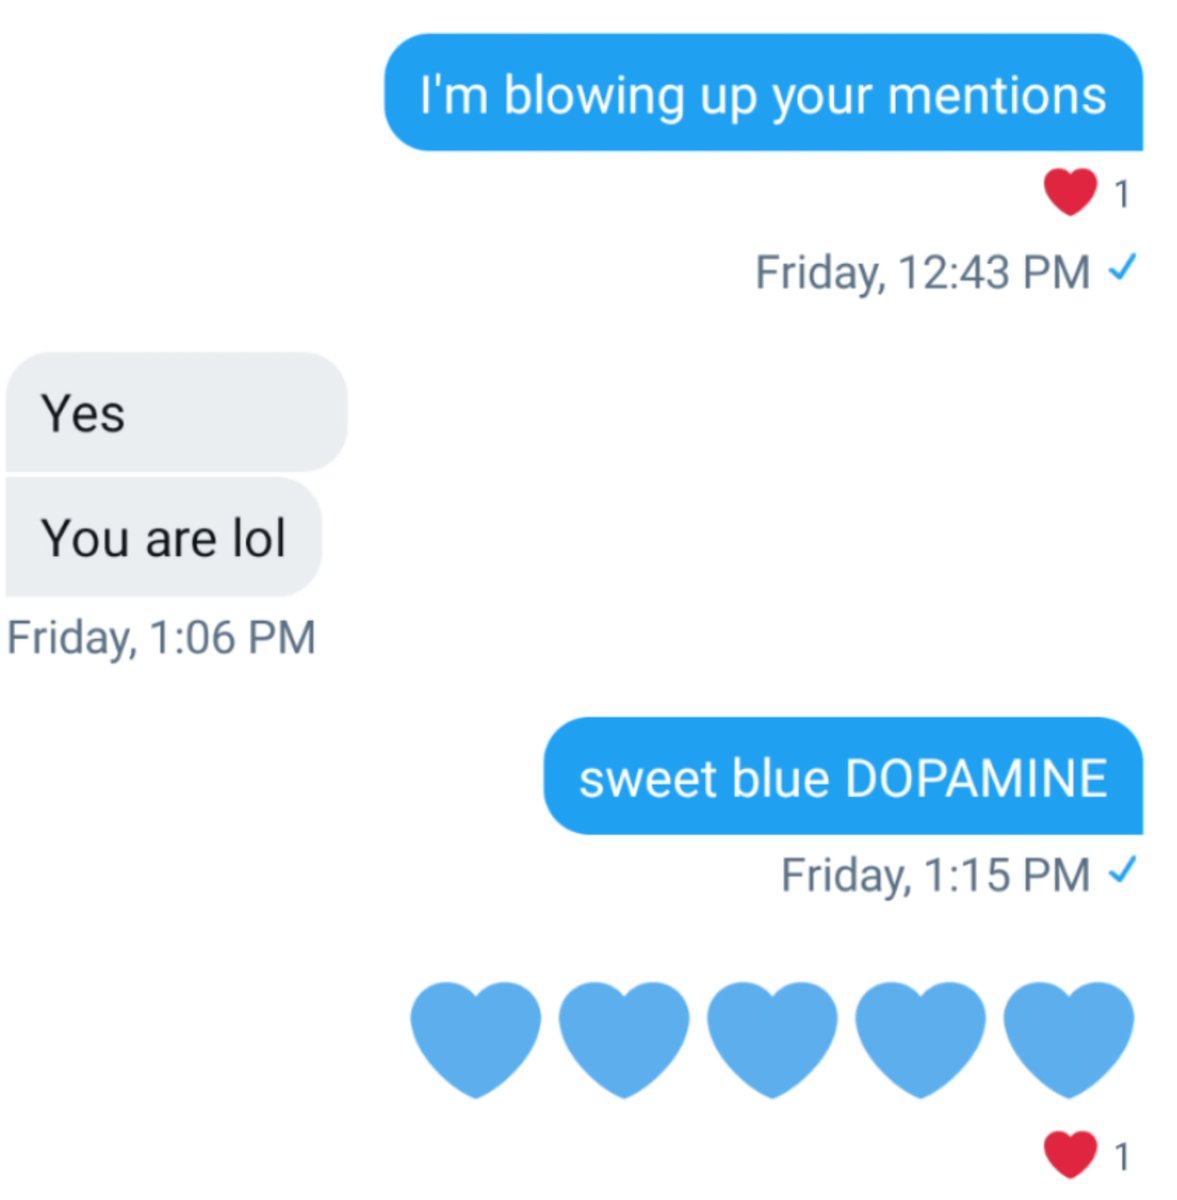 I'm blowing up your mentions
1
Friday, 12:43 PM
Yes
You are lol
Friday, 1:06 PM
sweet blue DOPAMINE
Friday, 1:15 PM
1